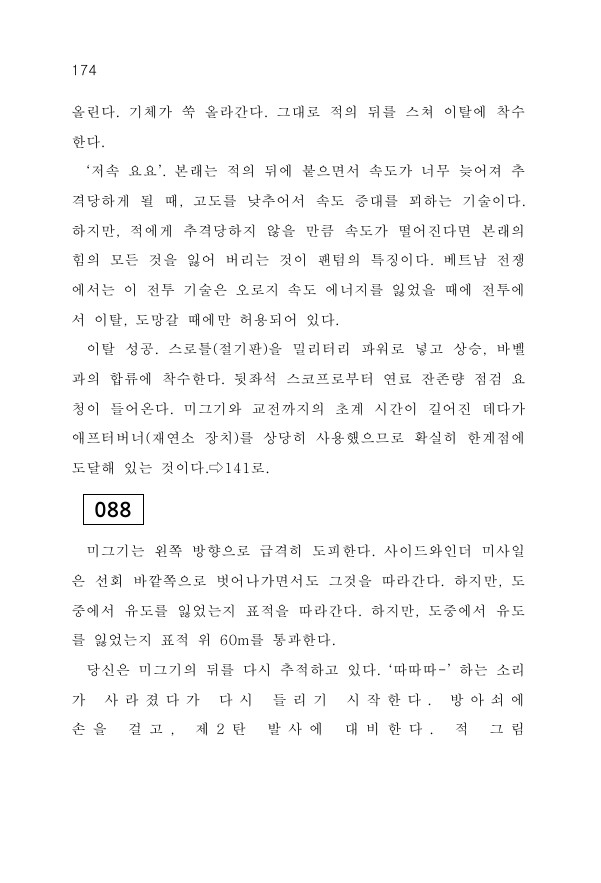 174
올린다. 기체가 쑥 올라간다. 그대로 적의 뒤를 스쳐 이탈에 착수
한다.
‘저속 요요’. 본래는 적의 뒤에 붙으면서 속도가 너무 늦어져 추
격당하게 될 때, 고도를 낮추어서 속도 증대를 꾀하는 기술이다.
하지만, 적에게 추격당하지 않을 만큼 속도가 떨어진다면 본래의
힘의 모든 것을 잃어 버리는 것이 팬텀의 특징이다. 베트남 전쟁
에서는 이 전투 기술은 오로지 속도 에너지를 잃었을 때에 전투에
서 이탈, 도망갈 때에만 허용되어 있다.
이탈 성공. 스로틀(절기판)을 밀리터리 파워로 넣고 상승, 바벨
과의 합류에 착수한다. 뒷좌석 스코프로부터 연료 잔존량 점검 요
청이 들어온다. 미그기와 교전까지의 초계 시간이 길어진 데다가
애프터버너(재연소 장치)를 상당히 사용했으므로 확실히 한계점에
도달해 있는 것이다.⇨141로.
088
미그기는 왼쪽 방향으로 급격히 도피한다. 사이드와인더 미사일
은 선회 바깥쪽으로 벗어나가면서도 그것을 따라간다. 하지만, 도
중에서 유도를 잃었는지 표적을 따라간다. 하지만, 도중에서 유도
를 잃었는지 표적 위 60m를 통과한다.
당신은 미그기의 뒤를 다시 추적하고 있다. ‘따따따-’ 하는 소리
가 사라졌다가 다시 들리기 시작한다. 방아쇠에
손을 걸고, 제2탄 발사에 대비한다. 적 그림